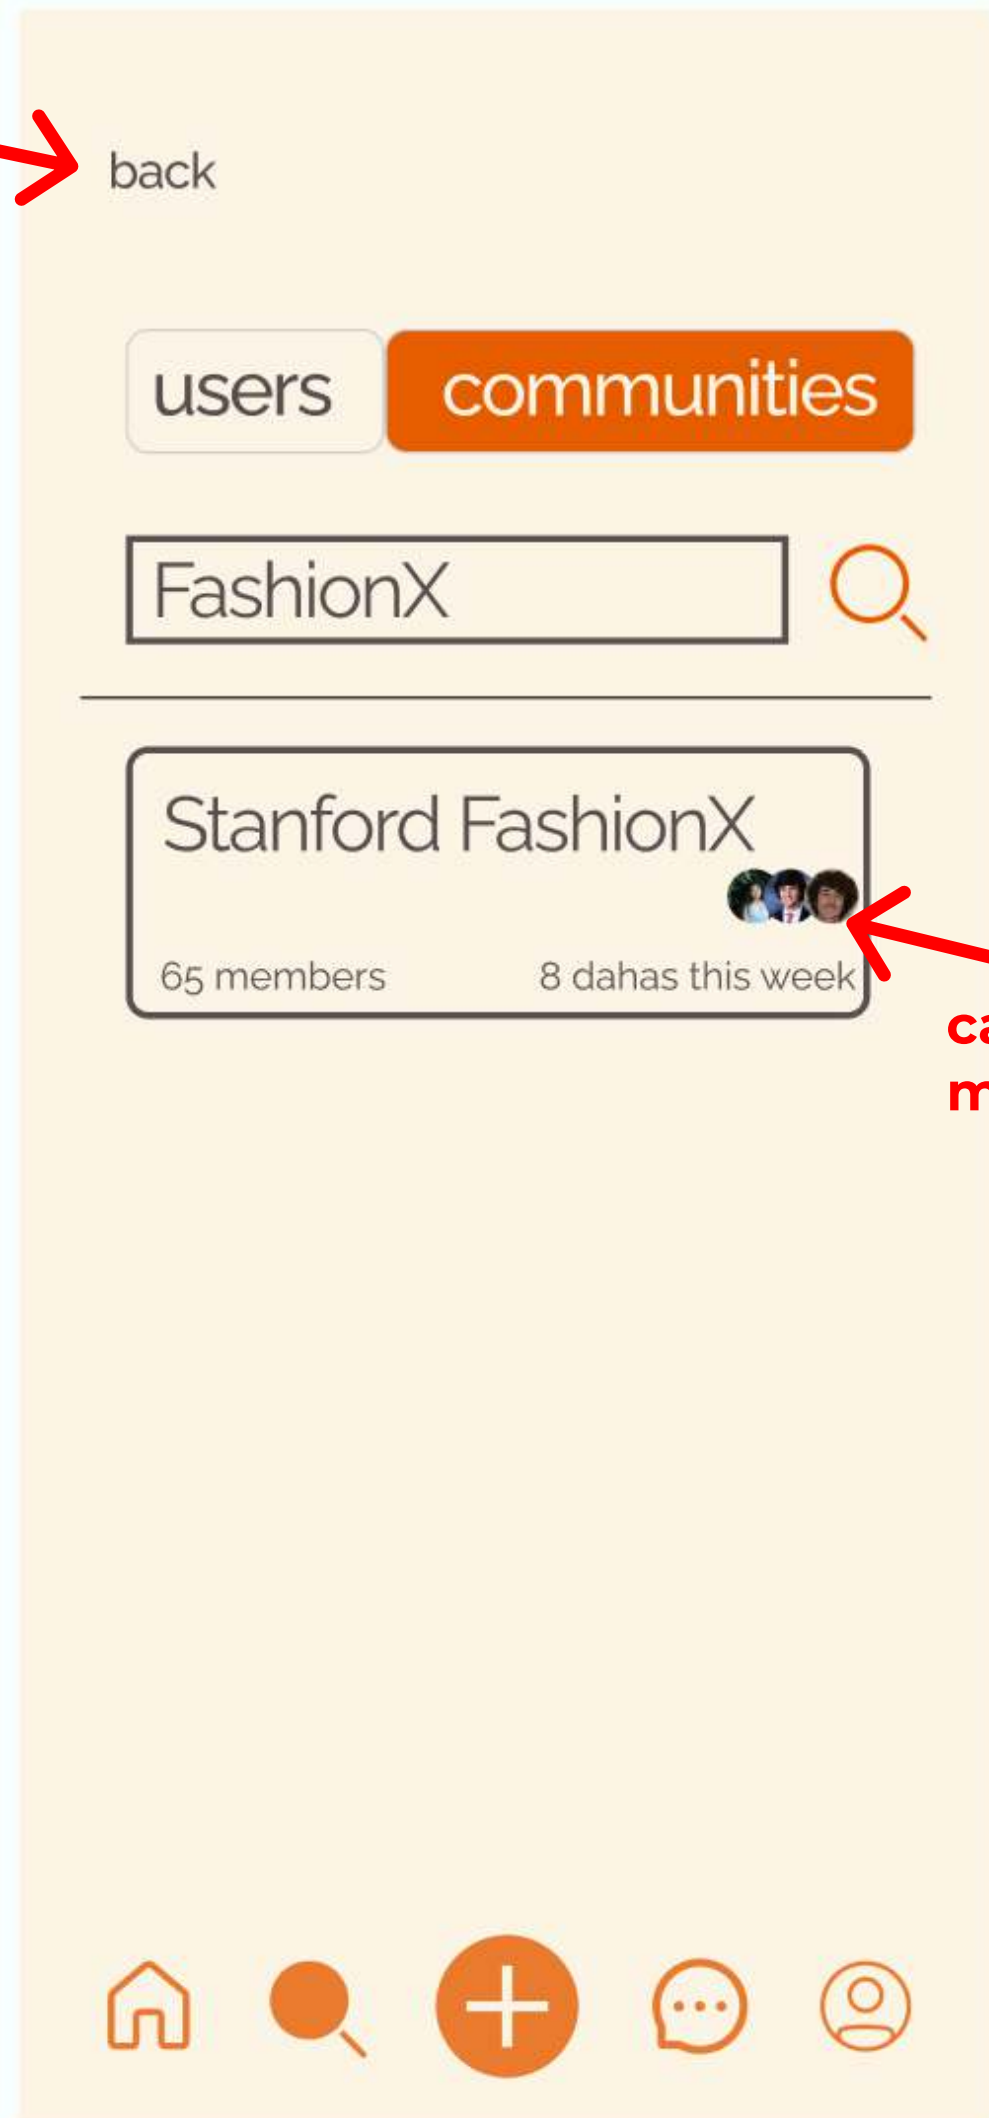 back
users communities
FashionX
Stanford FashionX
65 members 8 dahas this week